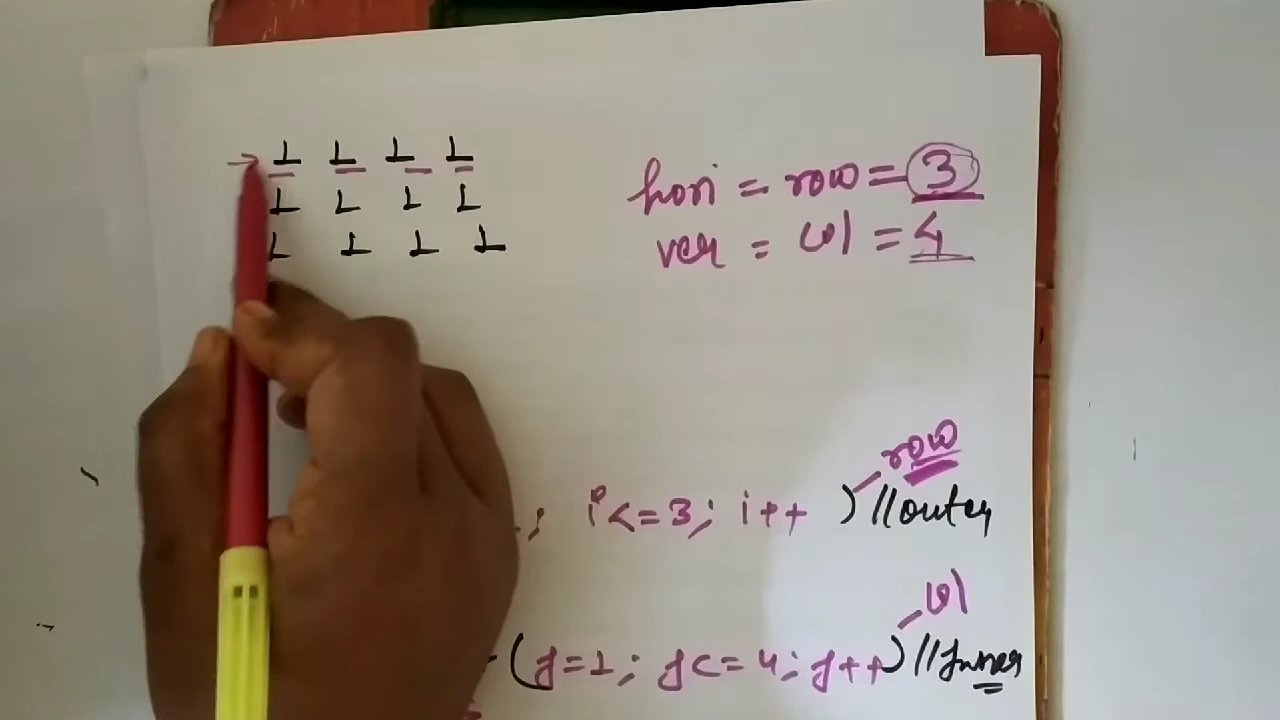 1 1 1 1
1 1 1 1
1 1 1 1
hori = row = 3
ver = col = 4
row
; i<=3; i++ ) //outer
col
(j=1; j<=4; j++) //Inner